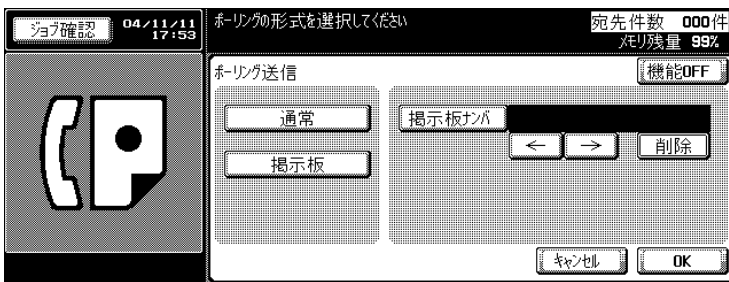 ジョブ確認
04/11/11
17:53
ポーリングの形式を選択してください
宛先件数 000件
メモリ残量 99%
ポーリング送信
機能OFF
通常
掲示板ナンバ
← →
削除
掲示板
キャンセル
OK